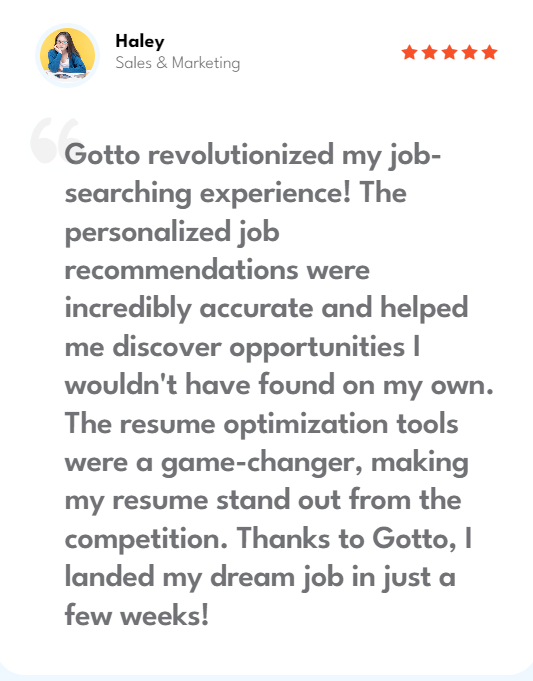 Haley
Sales & Marketing
Gotto revolutionized my job-
searching experience! The
personalized job
recommendations were
incredibly accurate and helped
me discover opportunities I
wouldn't have found on my own.
The resume optimization tools
were a game-changer, making
my resume stand out from the
competition. Thanks to Gotto, I
landed my dream job in just a
few weeks!